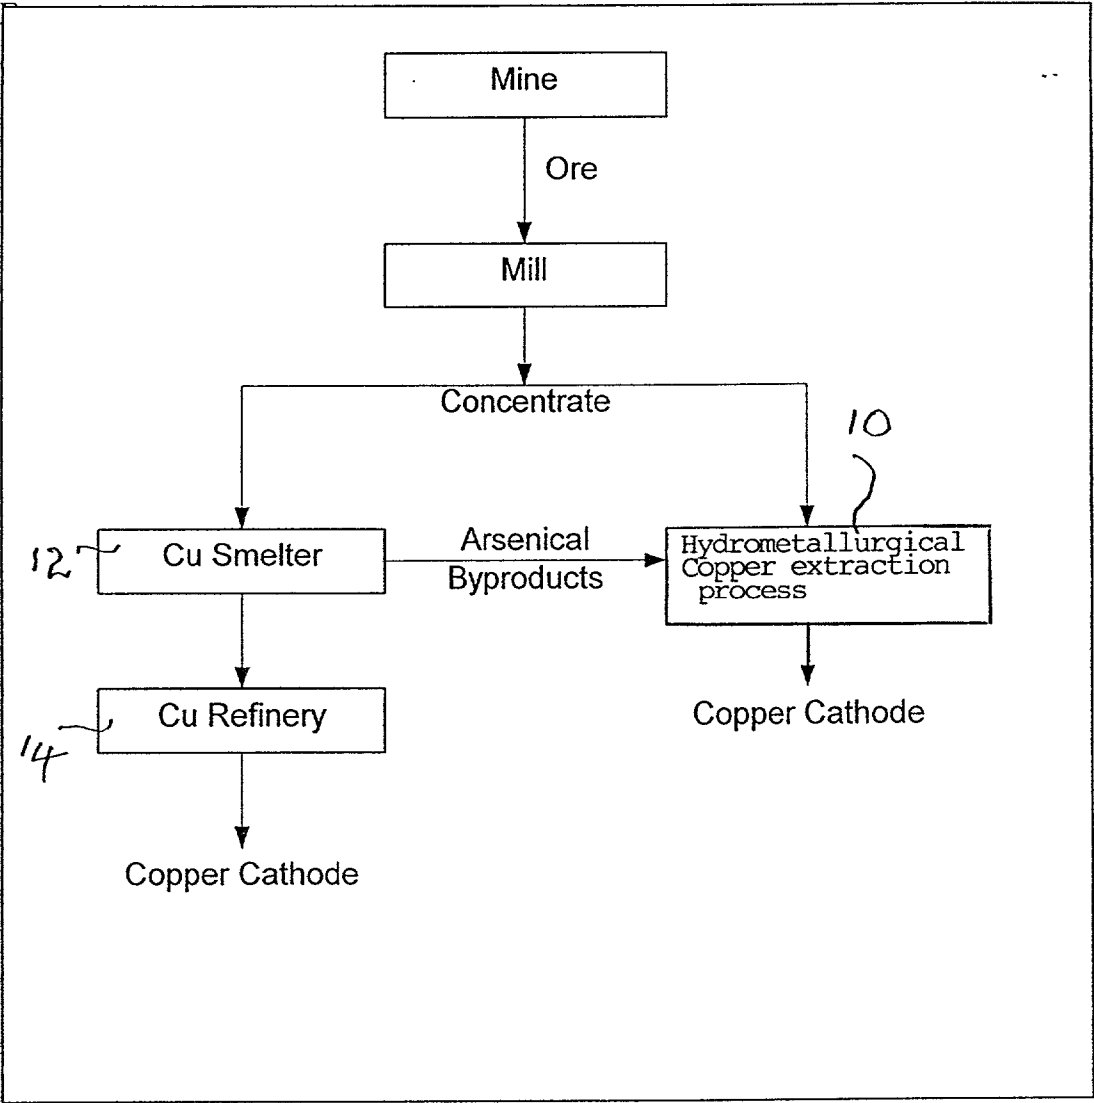 Mine
Ore
Mill
Concentrate
10
12
Cu Smelter
Arsenical
Byproducts
Hydrometallurgical
Copper extraction
process
14
Cu Refinery
Copper Cathode
Copper Cathode